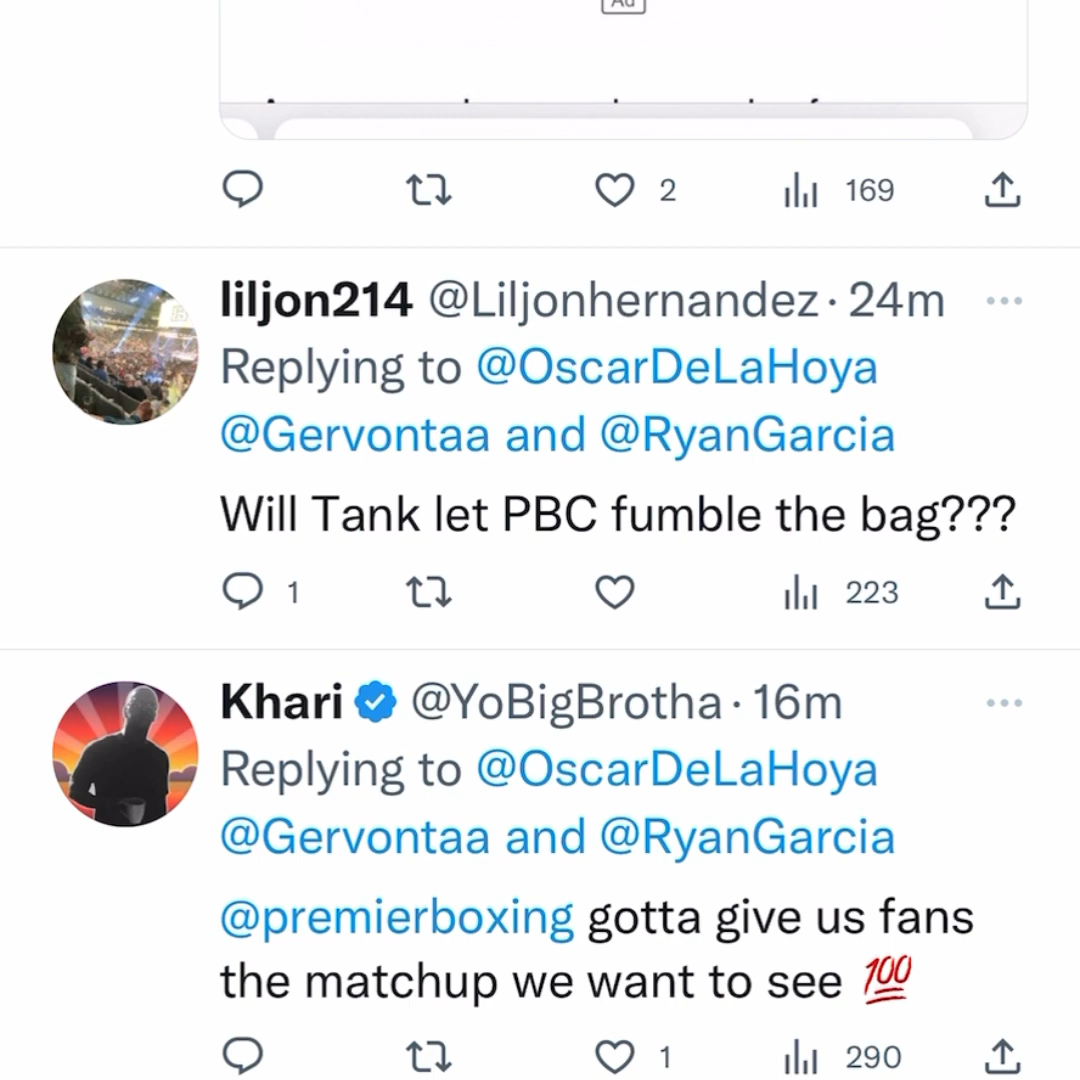 Ad
2 169
liljon214 @Liljonhernandez · 24m
Replying to @OscarDeLaHoya
@Gervontaa and @RyanGarcia
Will Tank let PBC fumble the bag???
1 223
Khari @YoBigBrotha · 16m
Replying to @OscarDeLaHoya
@Gervontaa and @RyanGarcia
@premierboxing gotta give us fans
the matchup we want to see 💯
1 290